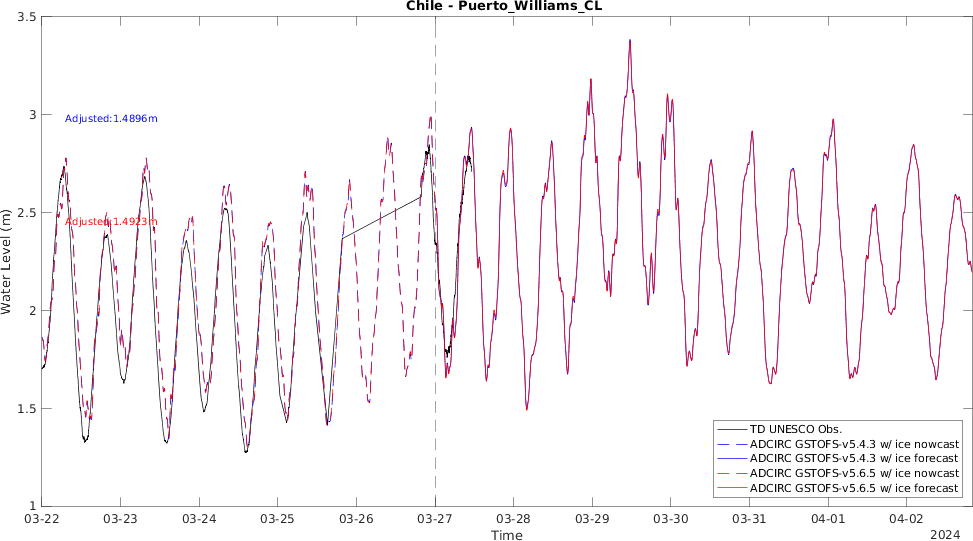 Chile - Puerto_Williams_CL
3.5
3
2.5
2
1.5
1
Water Level (m)
Adjusted:1.4896m
Adjusted:1.4923m
TD UNESCO Obs.
ADCIRC GSTOFS-v5.4.3 w/ ice nowcast
ADCIRC GSTOFS-v5.4.3 w/ ice forecast
ADCIRC GSTOFS-v5.6.5 w/ ice nowcast
ADCIRC GSTOFS-v5.6.5 w/ ice forecast
03-22 03-23 03-24 03-25 03-26 03-27 03-28 03-29 03-30 03-31 04-01 04-02
Time
2024